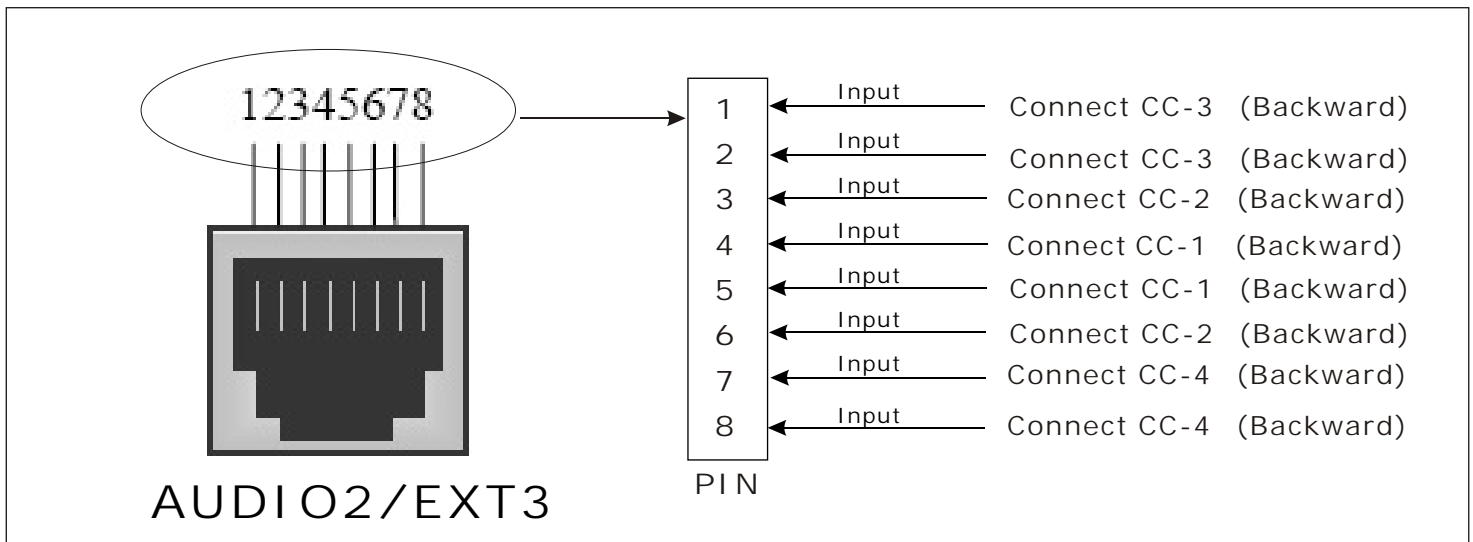 12345678
1 Input Connect CC-3 (Backward)
2 Input Connect CC-3 (Backward)
3 Input Connect CC-2 (Backward)
4 Input Connect CC-1 (Backward)
5 Input Connect CC-1 (Backward)
6 Input Connect CC-2 (Backward)
7 Input Connect CC-4 (Backward)
8 Input Connect CC-4 (Backward)
PIN
AUDIO2/EXT3